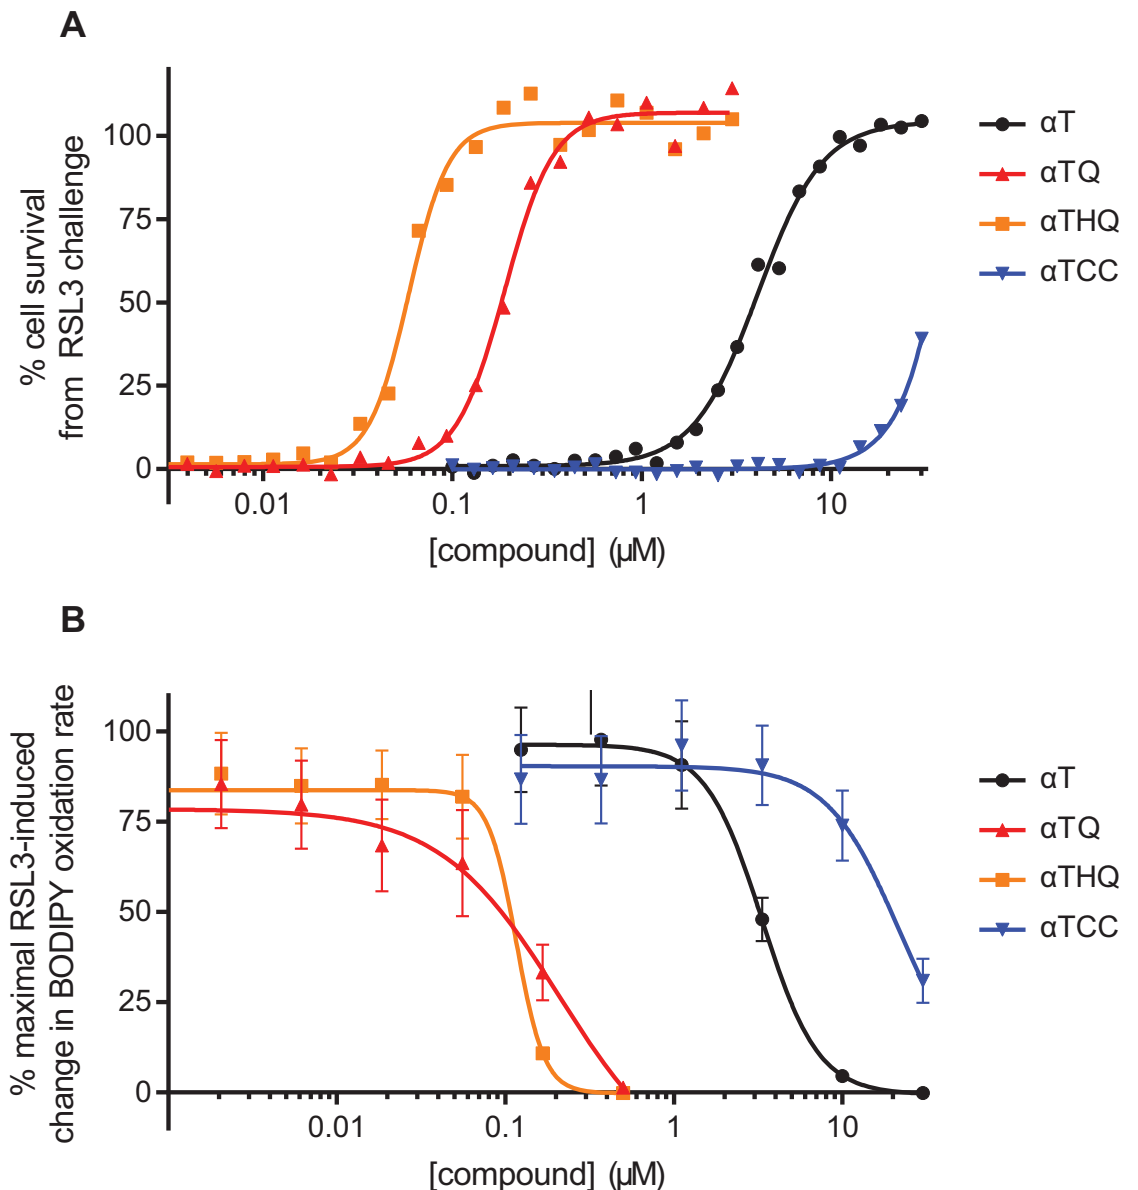 A
% cell survival
from RSL3 challenge
100
75
50
25
0
0.01
0.1
1
10
[compound] (µM)
αT
αTQ
αTHQ
αTCC
B
% maximal RSL3-induced
change in BODIPY oxidation rate
100
75
50
25
0
0.01
0.1
1
10
[compound] (µM)
αT
αTQ
αTHQ
αTCC